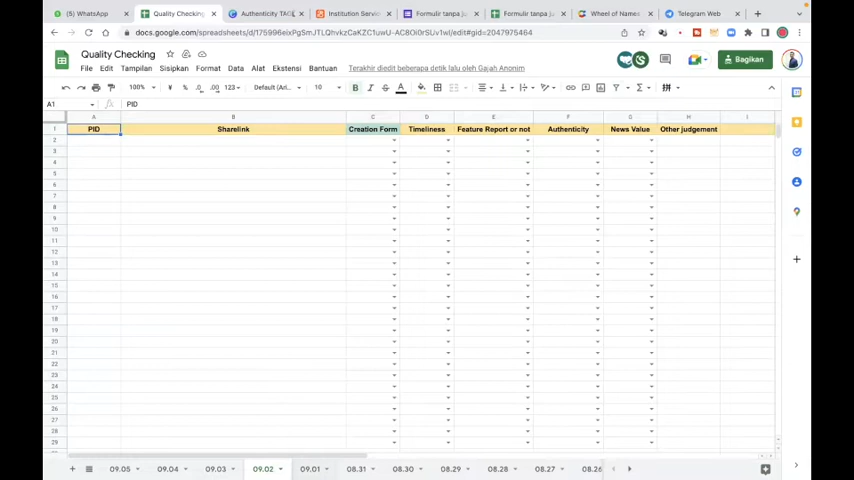 (5) WhatsApp
Quality Checking
Authenticity TAC
Institution Servic
Formulir tanpa ju
Formulir tanpa ju
Wheel of Names
Telegram Web
docs.google.com/spreadsheets/d/
/edit#gid=2047975464
Quality Checking
Bagikan
File Edit Tampilan Sisipkan Format Data Alat Ekstensi Bantuan Terakhir diedit beberapa detik lalu oleh Gajah Anonim
100% ¥ % .0 .00 123 Default (Ari... 10 B I S A
A1 fx PID
A B C D E F G H I
1 PID Sharelink Creation Form Timeliness Feature Report or not Authenticity News Value Other judgement
2
3
4
5
6
7
8
9
10
11
12
13
14
15
16
17
18
19
20
21
22
23
24
25
26
27
28
29
09.05 09.04 09.03 09.02 09.01 08.31 08.30 08.29 08.28 08.27 08.26